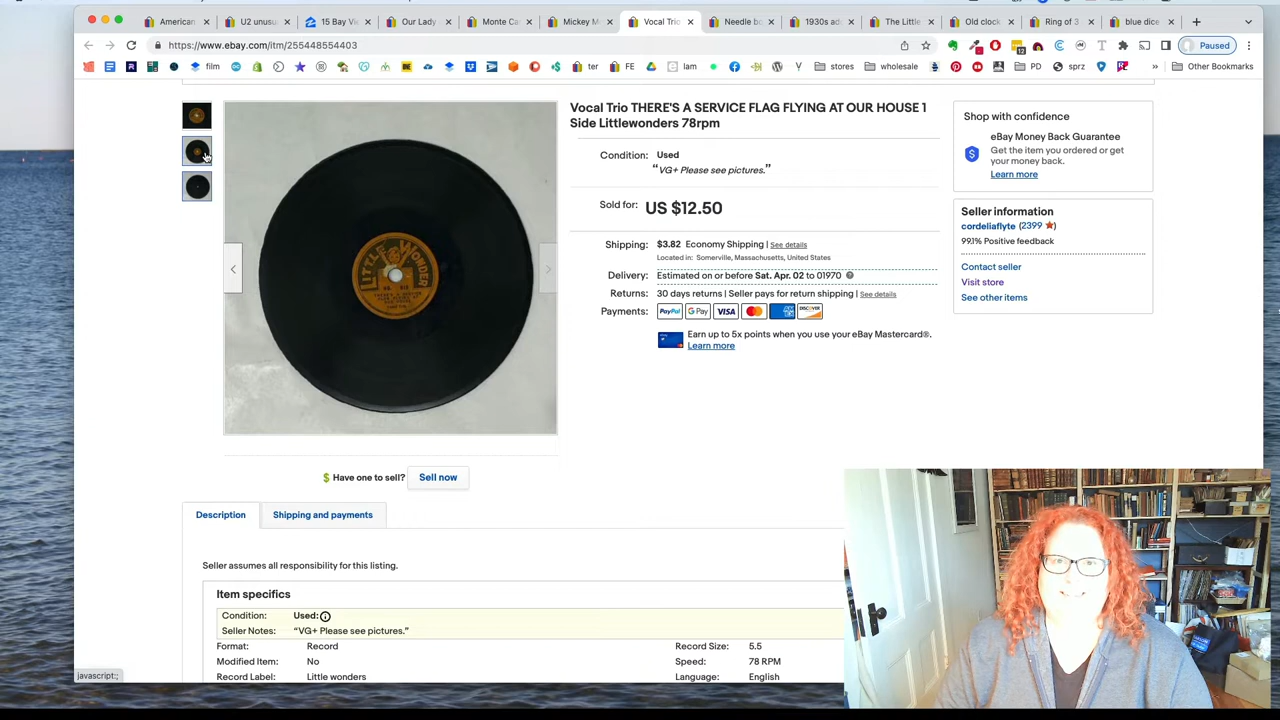 American
U2 unusu
15 Bay Vie
Our Lady
Monte Ca
Mickey M
Vocal Trio
Needle bo
1930s ad
The Little
Old clock
Ring of 3
blue dice
https://www.ebay.com/itm/255448554403
Paused
film
ter
FE
lam
stores
wholesale
PD
sprz
Other Bookmarks
Vocal Trio THERE'S A SERVICE FLAG FLYING AT OUR HOUSE 1
Side Littlewonders 78rpm
Condition: Used
“VG+ Please see pictures.”
Sold for: US $12.50
Shipping: $3.82 Economy Shipping | See details
Located in: Somerville, Massachusetts, United States
Delivery: Estimated on or before Sat. Apr. 02 to 01970
Returns: 30 days returns | Seller pays for return shipping | See details
Payments: PayPal G Pay VISA DISCOVER
Earn up to 5x points when you use your eBay Mastercard®.
Learn more
Shop with confidence
eBay Money Back Guarantee
Get the item you ordered or get
your money back.
Learn more
Seller information
cordeliaflyte (2399 )
99.1% Positive feedback
Contact seller
Visit store
See other items
LITTLE WONDER
$ Have one to sell? Sell now
Description
Shipping and payments
Seller assumes all responsibility for this listing.
Item specifics
Condition: Used:
Seller Notes: “VG+ Please see pictures.”
Format: Record
Record Size: 5.5
Modified Item: No
Speed: 78 RPM
Record Label: Little wonders
Language: English
javascript:;